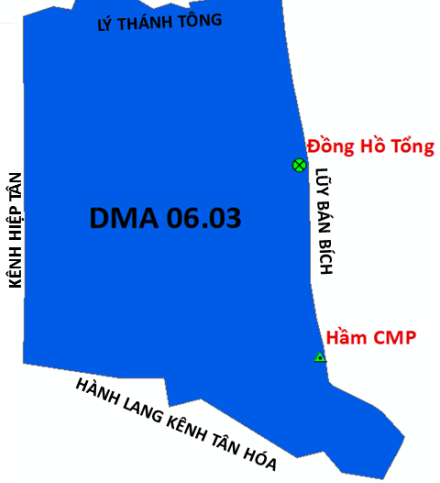 LÝ THÁNH TÔNG
Đồng Hồ Tổng
KÊNH HIỆP TÂN
LŨY BÁN BÍCH
DMA 06.03
Hầm CMP
HÀNH LANG KÊNH TÂN HÓA